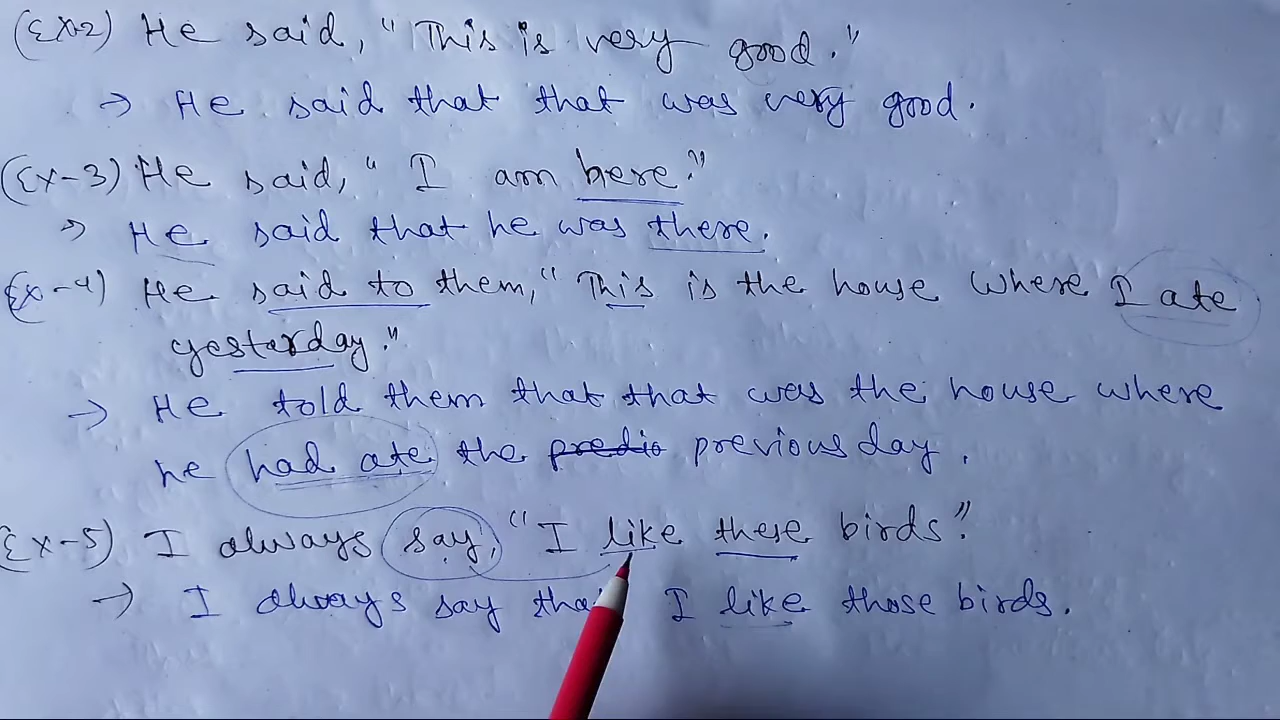 (Ex-2) He said, "This is very good."
→ He said that that was very good.
(Ex-3) He said, "I am here."
→ He said that he was there.
(Ex-4) He said to them, "This is the house where I ate
yesterday."
→ He told them that that was the house where
he had ate the predio previous day.
(Ex-5) I always say, "I like these birds"
→ I always say that I like those birds.